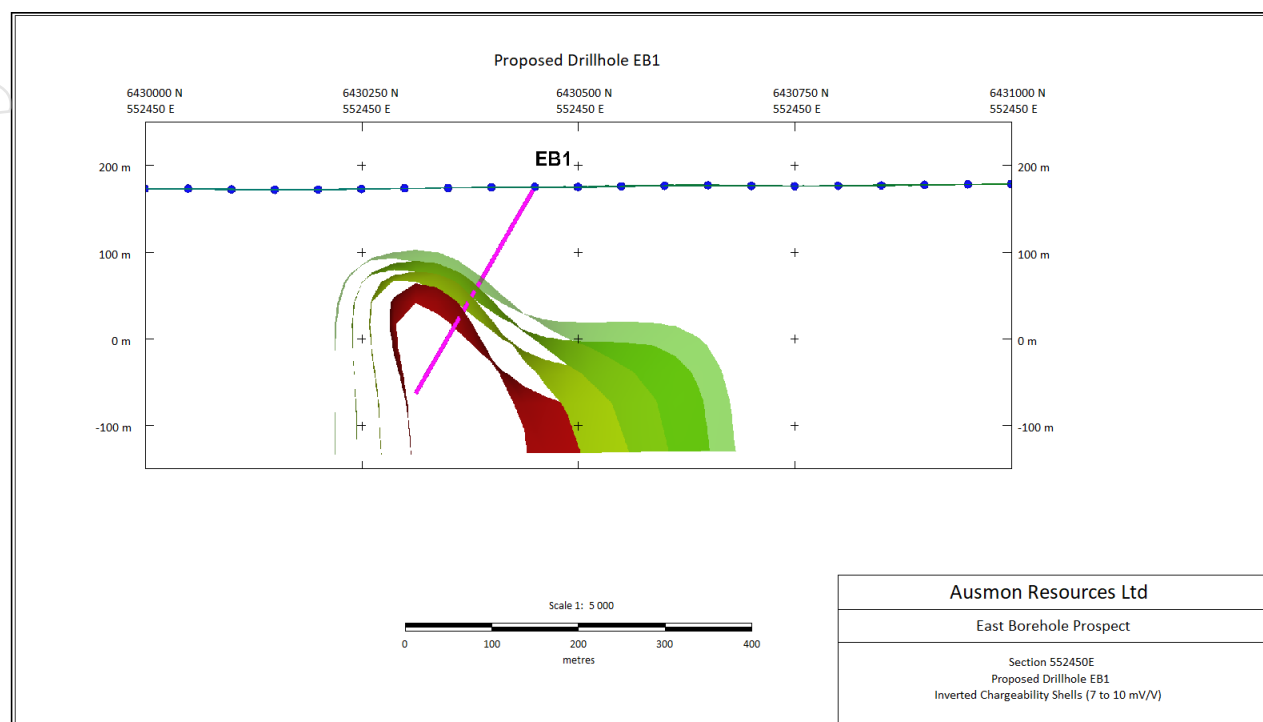 Proposed Drillhole EB1
6430000 N 6430250 N 6430500 N 6430750 N 6431000 N
552450 E 552450 E 552450 E 552450 E 552450 E
EB1
200 m 200 m
100 m 100 m
0 m 0 m
-100 m -100 m
Scale 1: 5 000
0 100 200 300 400
metres
Ausmon Resources Ltd
East Borehole Prospect
Section 552450E
Proposed Drillhole EB1
Inverted Chargeability Shells (7 to 10 mV/V)